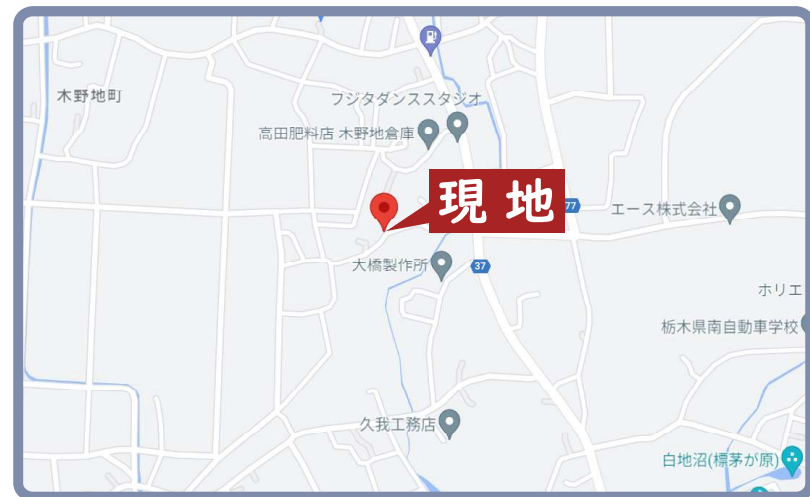 木野地町
フジタダンススタジオ
高田肥料店 木野地倉庫
現地
77
エース株式会社
大橋製作所
37
ホリエ
栃木県南自動車学校
久我工務店
白地沼(標茅が原)